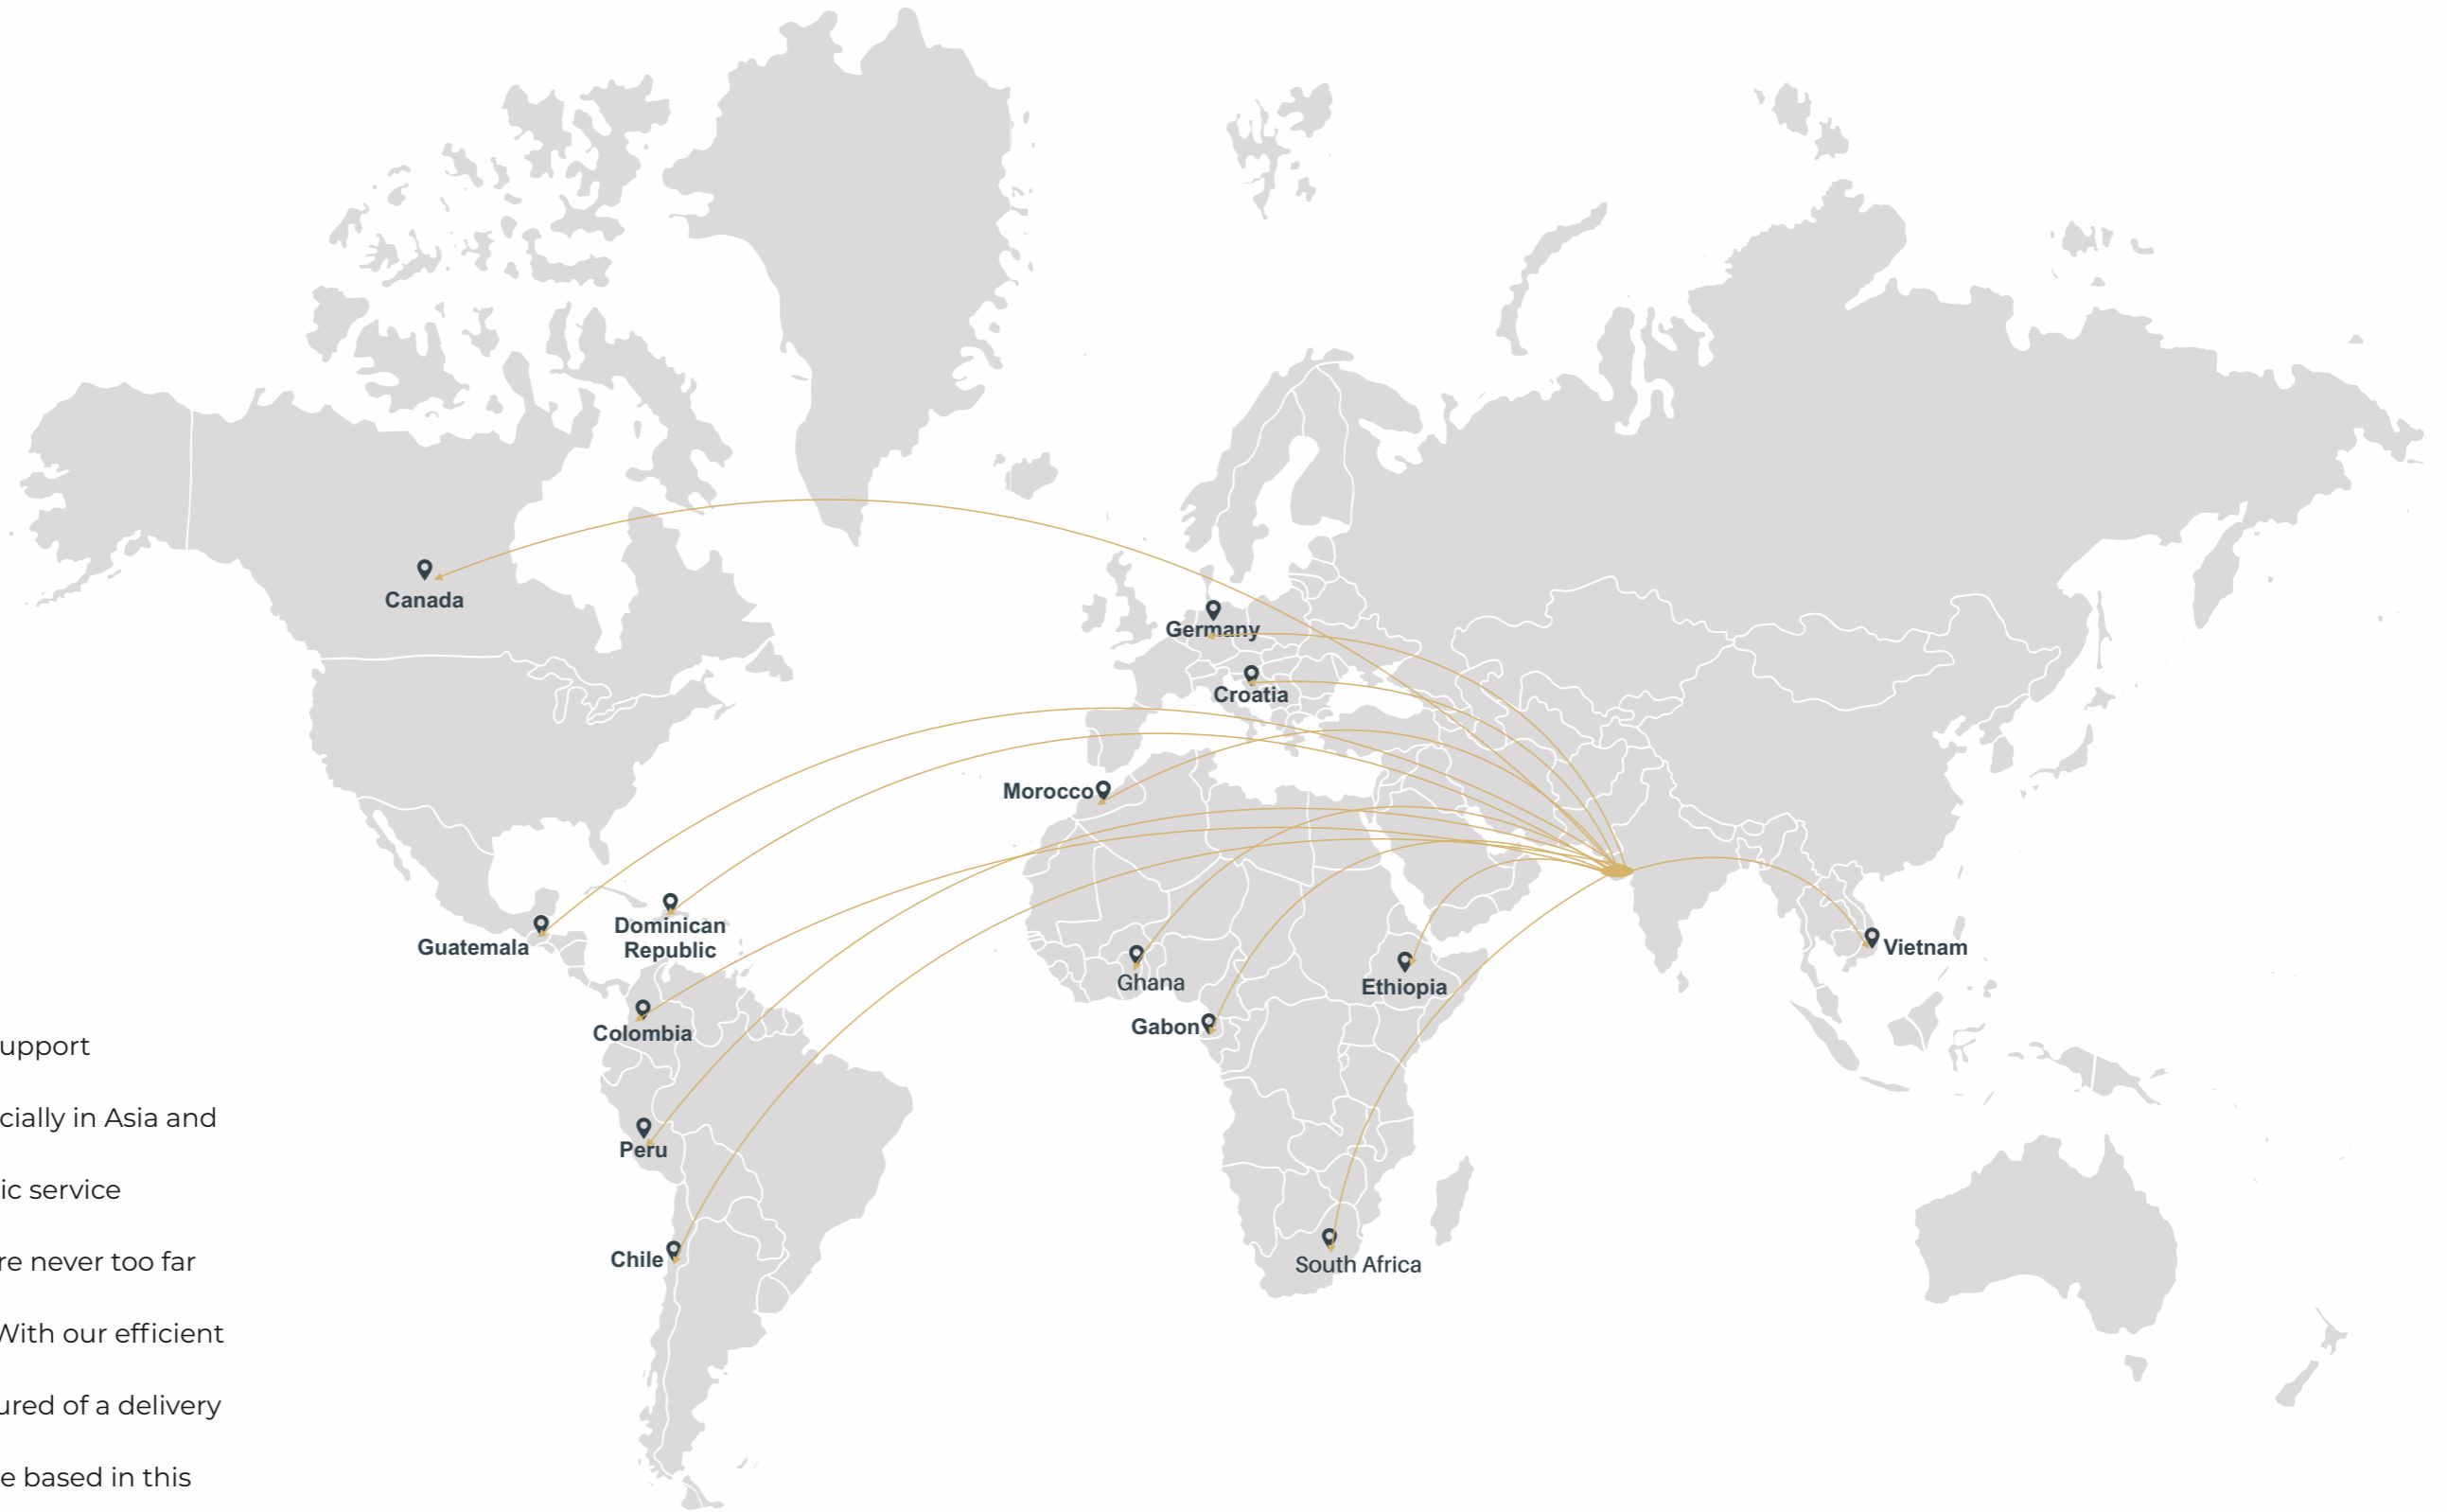 Canada
Germany
Croatia
Morocco
Guatemala
Dominican
Republic
Colombia
Ghana
Gabon
Ethiopia
Vietnam
Peru
Chile
South Africa
upport
cially in Asia and
ic service
re never too far
With our efficient
ured of a delivery
e based in this